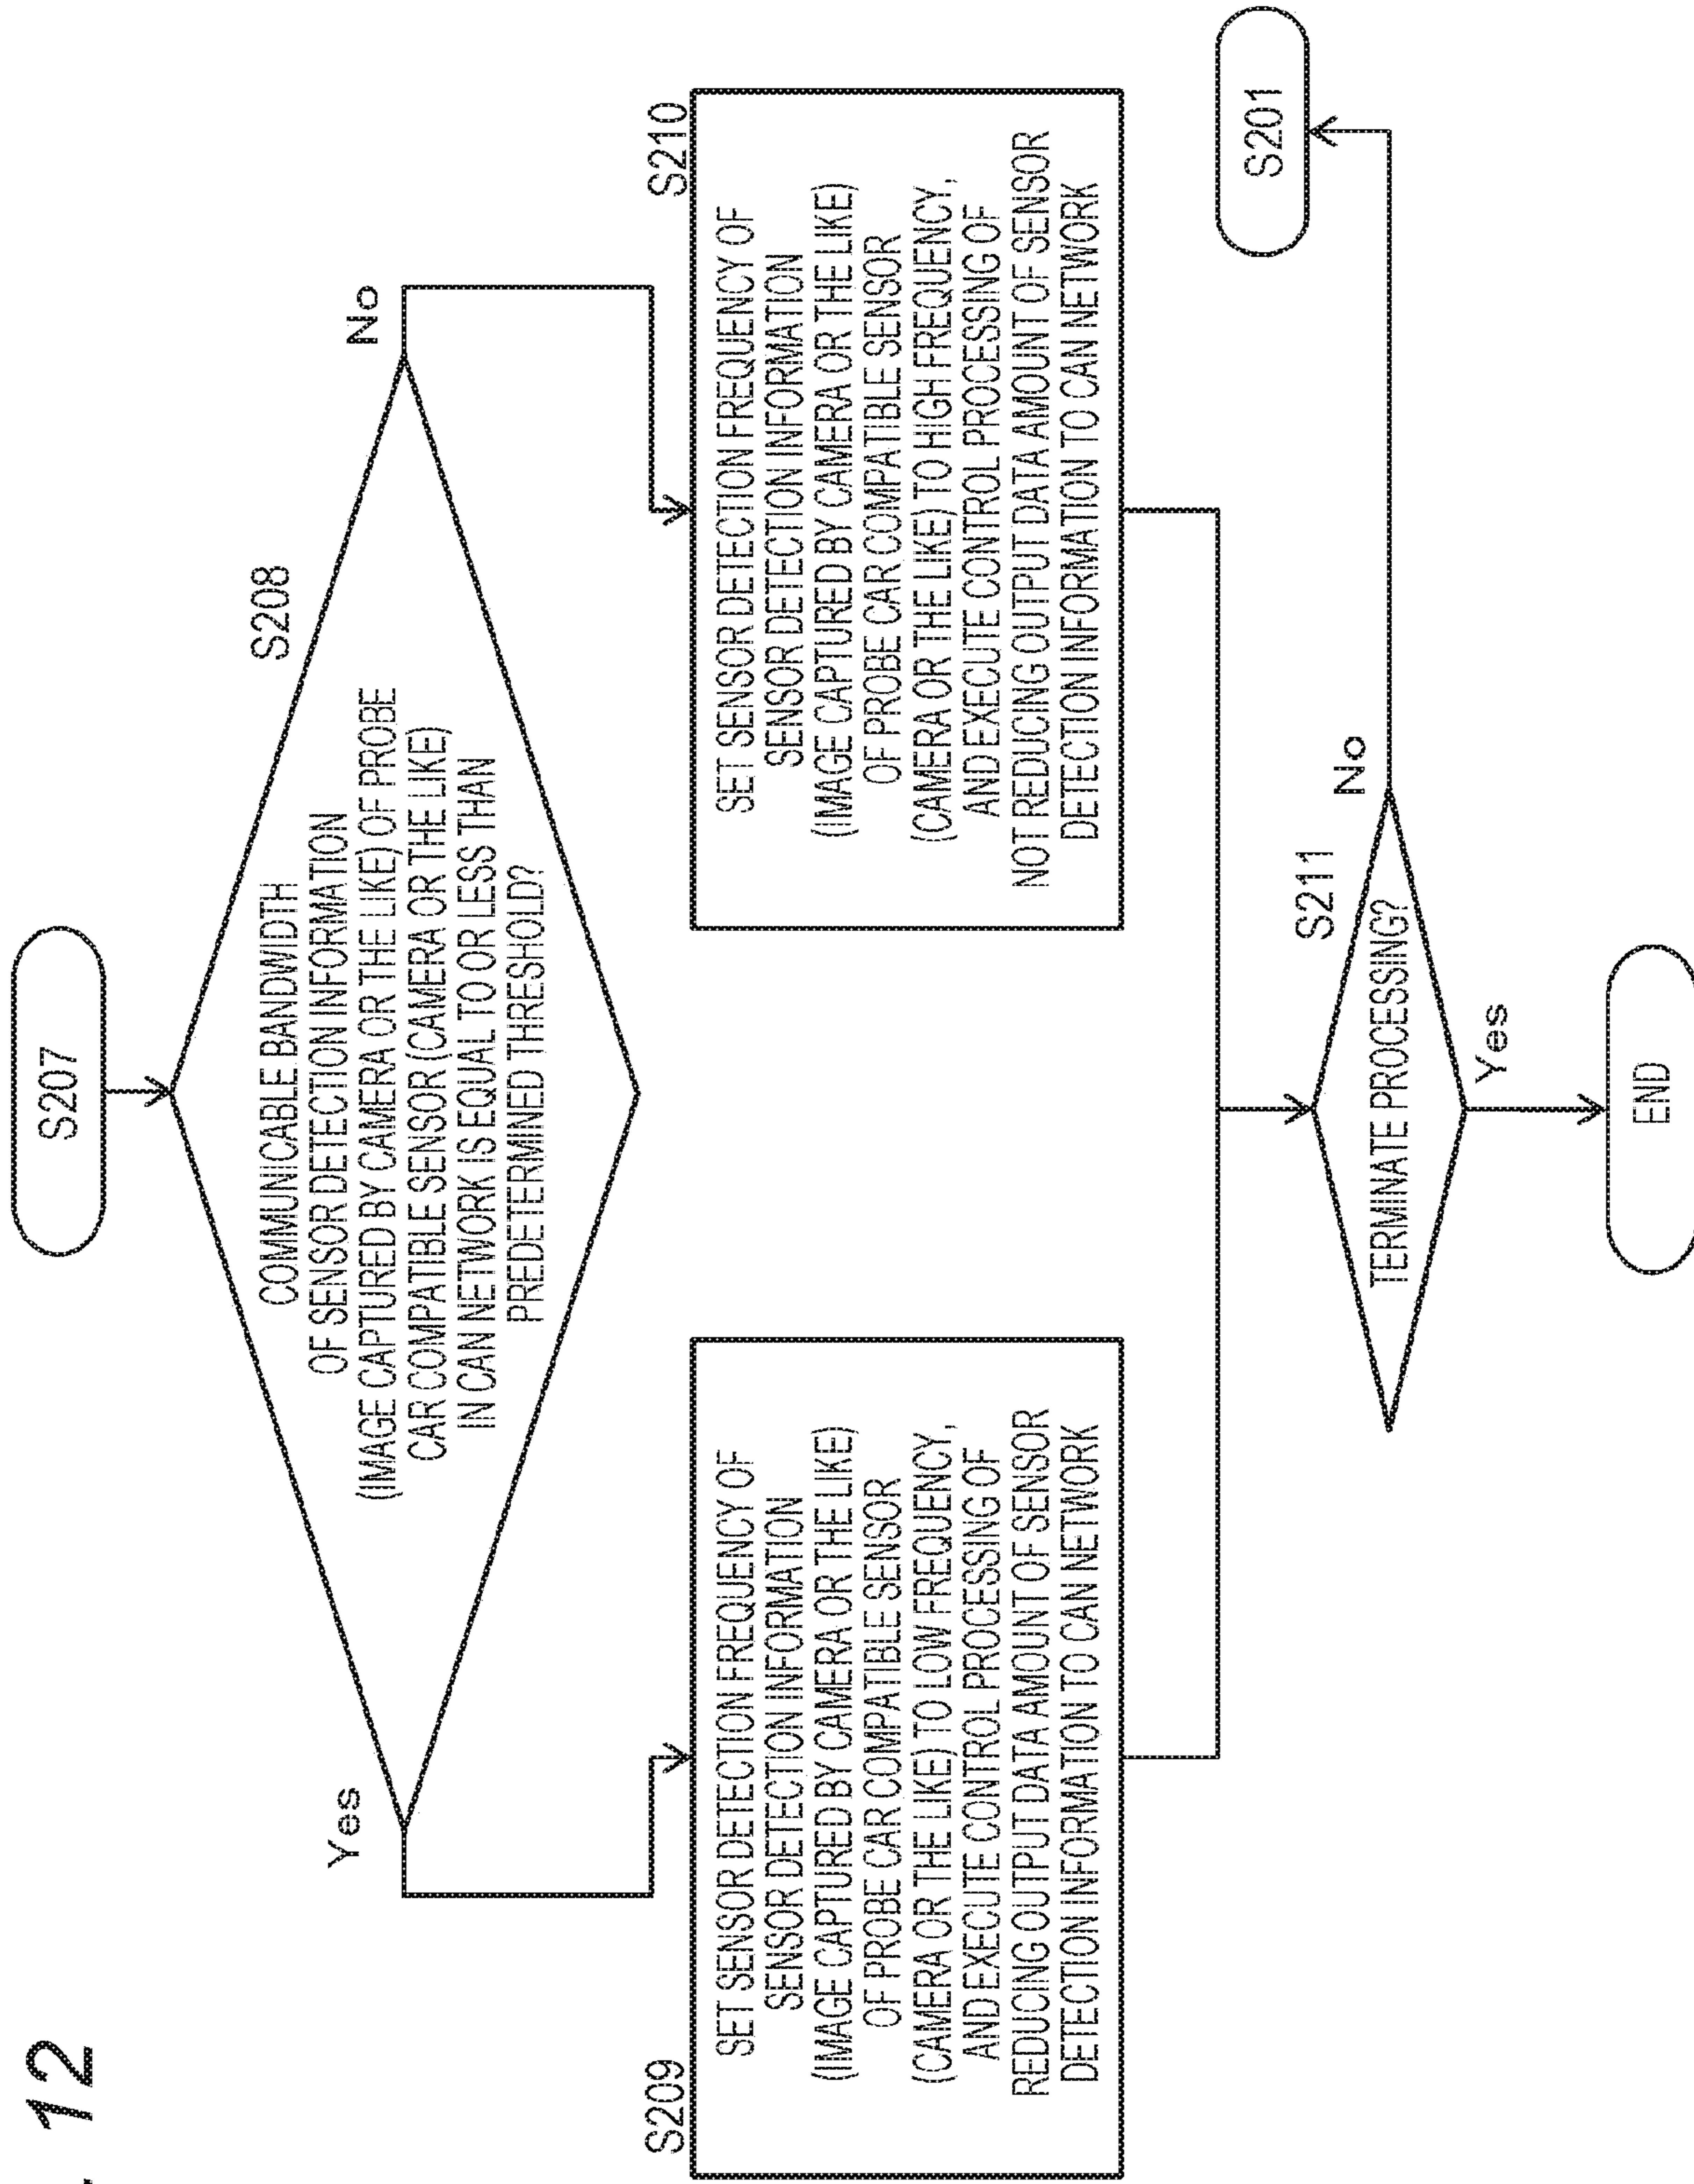 . 12
S207
S208
COMMUNICABLE BANDWIDTH
OF SENSOR DETECTION INFORMATION
(IMAGE CAPTURED BY CAMERA OR THE LIKE) OF PROBE
CAR COMPATIBLE SENSOR (CAMERA OR THE LIKE)
IN CAN NETWORK IS EQUAL TO OR LESS THAN
PREDETERMINED THRESHOLD?
Yes
No
S209
SET SENSOR DETECTION FREQUENCY OF
SENSOR DETECTION INFORMATION
(IMAGE CAPTURED BY CAMERA OR THE LIKE)
OF PROBE CAR COMPATIBLE SENSOR
(CAMERA OR THE LIKE) TO LOW FREQUENCY,
AND EXECUTE CONTROL PROCESSING OF
REDUCING OUTPUT DATA AMOUNT OF SENSOR
DETECTION INFORMATION TO CAN NETWORK
S210
SET SENSOR DETECTION FREQUENCY OF
SENSOR DETECTION INFORMATION
(IMAGE CAPTURED BY CAMERA OR THE LIKE)
OF PROBE CAR COMPATIBLE SENSOR
(CAMERA OR THE LIKE) TO HIGH FREQUENCY,
AND EXECUTE CONTROL PROCESSING OF
NOT REDUCING OUTPUT DATA AMOUNT OF SENSOR
DETECTION INFORMATION TO CAN NETWORK
S211
TERMINATE PROCESSING?
No
S201
Yes
END